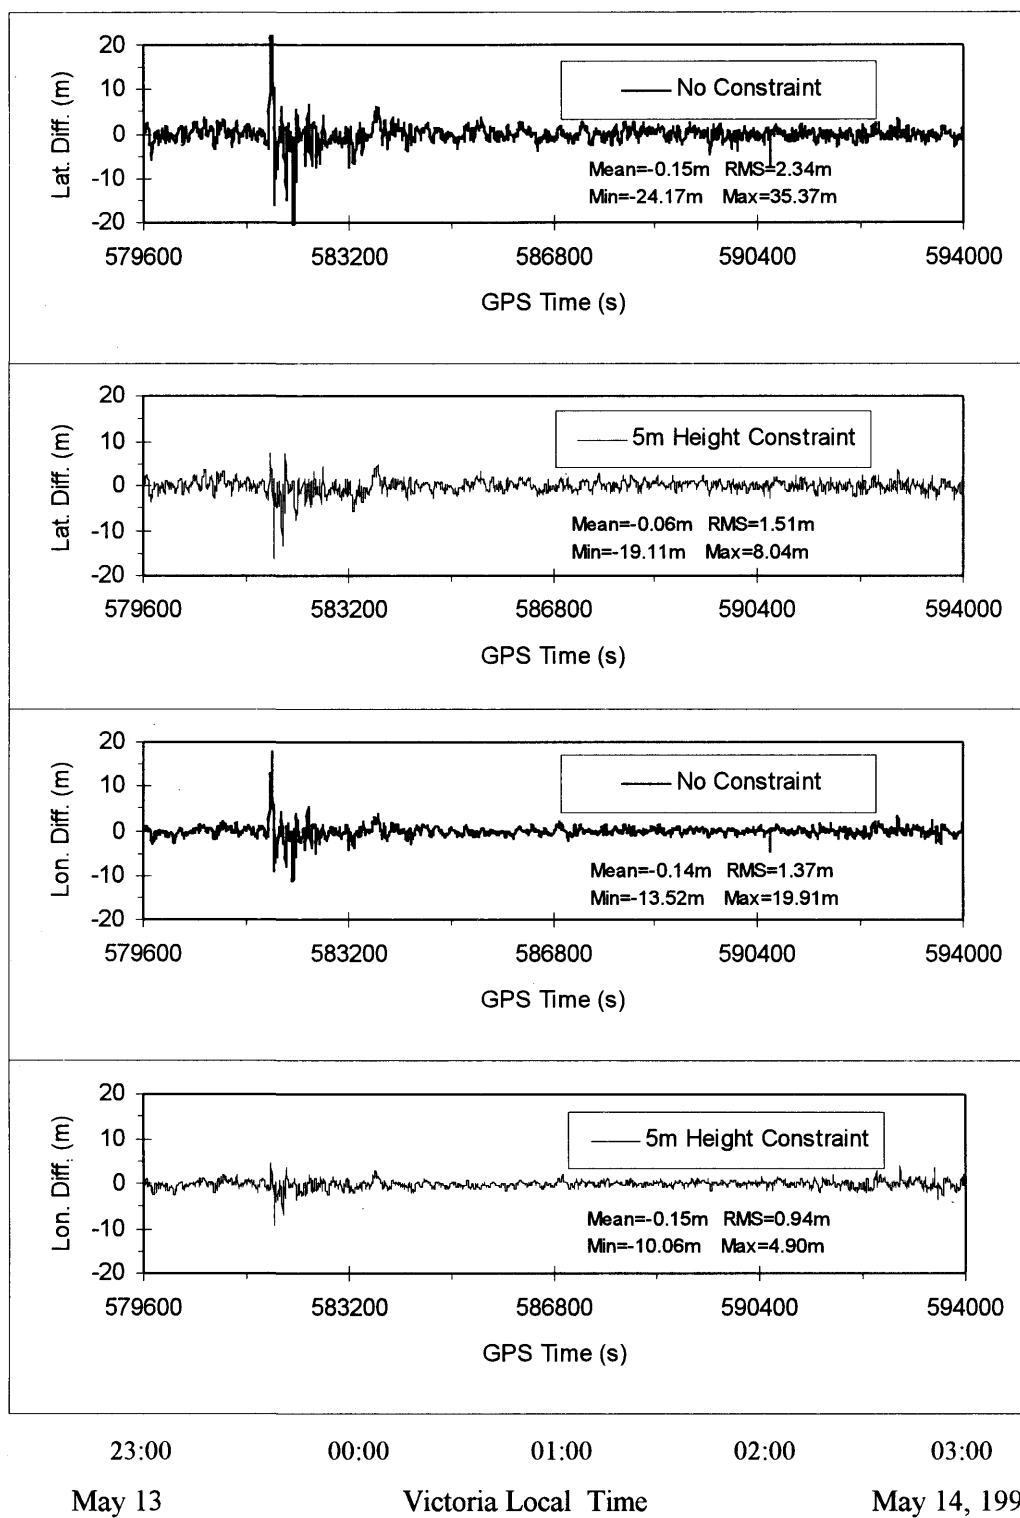 20
10
0
-10
-20
Lat. Diff. (m)
No Constraint
Mean=-0.15m RMS=2.34m
Min=-24.17m Max=35.37m
579600 583200 586800 590400 594000
GPS Time (s)
20
10
0
-10
-20
Lat. Diff. (m)
5m Height Constraint
Mean=-0.06m RMS=1.51m
Min=-19.11m Max=8.04m
579600 583200 586800 590400 594000
GPS Time (s)
20
10
0
-10
-20
Lon. Diff. (m)
No Constraint
Mean=-0.14m RMS=1.37m
Min=-13.52m Max=19.91m
579600 583200 586800 590400 594000
GPS Time (s)
20
10
0
-10
-20
Lon. Diff. (m)
5m Height Constraint
Mean=-0.15m RMS=0.94m
Min=-10.06m Max=4.90m
579600 583200 586800 590400 594000
GPS Time (s)
23:00 00:00 01:00 02:00 03:00
May 13 Victoria Local Time May 14, 199